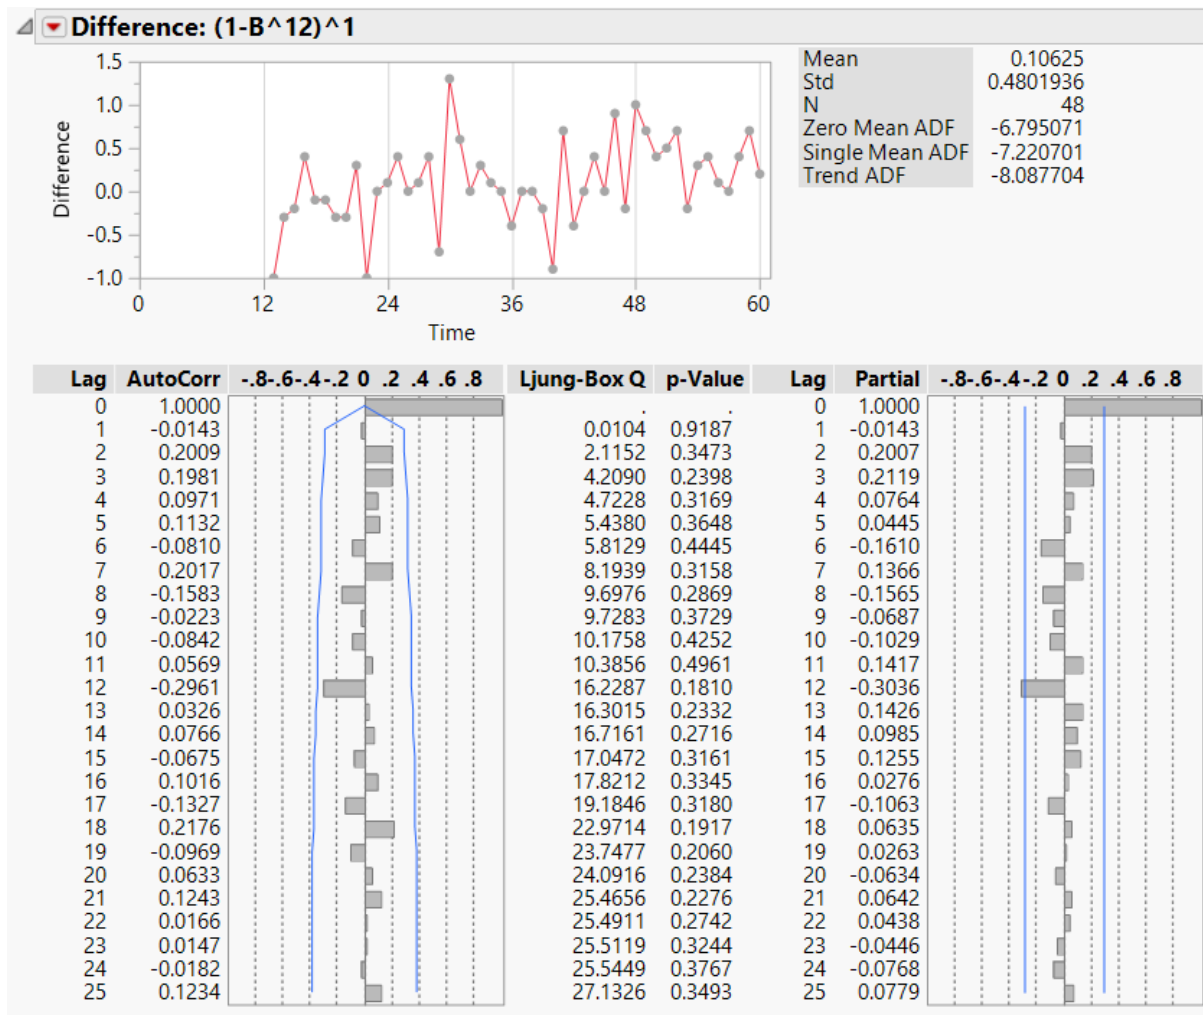 Difference: (1-B^12)^1
1.5
1.0
0.5
0.0
-0.5
-1.0
Difference
0 12 24 36 48 60
Time
Mean 0.10625
Std 0.4801936
N 48
Zero Mean ADF -6.795071
Single Mean ADF -7.220701
Trend ADF -8.087704
Lag AutoCorr -.8-.6-.4-.2 0 .2 .4 .6 .8 Ljung-Box Q p-Value Lag Partial -.8-.6-.4-.2 0 .2 .4 .6 .8
0 1.0000 . . 0 1.0000
1 -0.0143 0.0104 0.9187 1 -0.0143
2 0.2009 2.1152 0.3473 2 0.2007
3 0.1981 4.2090 0.2398 3 0.2119
4 0.0971 4.7228 0.3169 4 0.0764
5 0.1132 5.4380 0.3648 5 0.0445
6 -0.0810 5.8129 0.4445 6 -0.1610
7 0.2017 8.1939 0.3158 7 0.1366
8 -0.1583 9.6976 0.2869 8 -0.1565
9 -0.0223 9.7283 0.3729 9 -0.0687
10 -0.0842 10.1758 0.4252 10 -0.1029
11 0.0569 10.3856 0.4961 11 0.1417
12 -0.2961 16.2287 0.1810 12 -0.3036
13 0.0326 16.3015 0.2332 13 0.1426
14 0.0766 16.7161 0.2716 14 0.0985
15 -0.0675 17.0472 0.3161 15 0.1255
16 0.1016 17.8212 0.3345 16 0.0276
17 -0.1327 19.1846 0.3180 17 -0.1063
18 0.2176 22.9714 0.1917 18 0.0635
19 -0.0969 23.7477 0.2060 19 0.0263
20 0.0633 24.0916 0.2384 20 -0.0634
21 0.1243 25.4656 0.2276 21 0.0642
22 0.0166 25.4911 0.2742 22 0.0438
23 0.0147 25.5119 0.3244 23 -0.0446
24 -0.0182 25.5449 0.3767 24 -0.0768
25 0.1234 27.1326 0.3493 25 0.0779